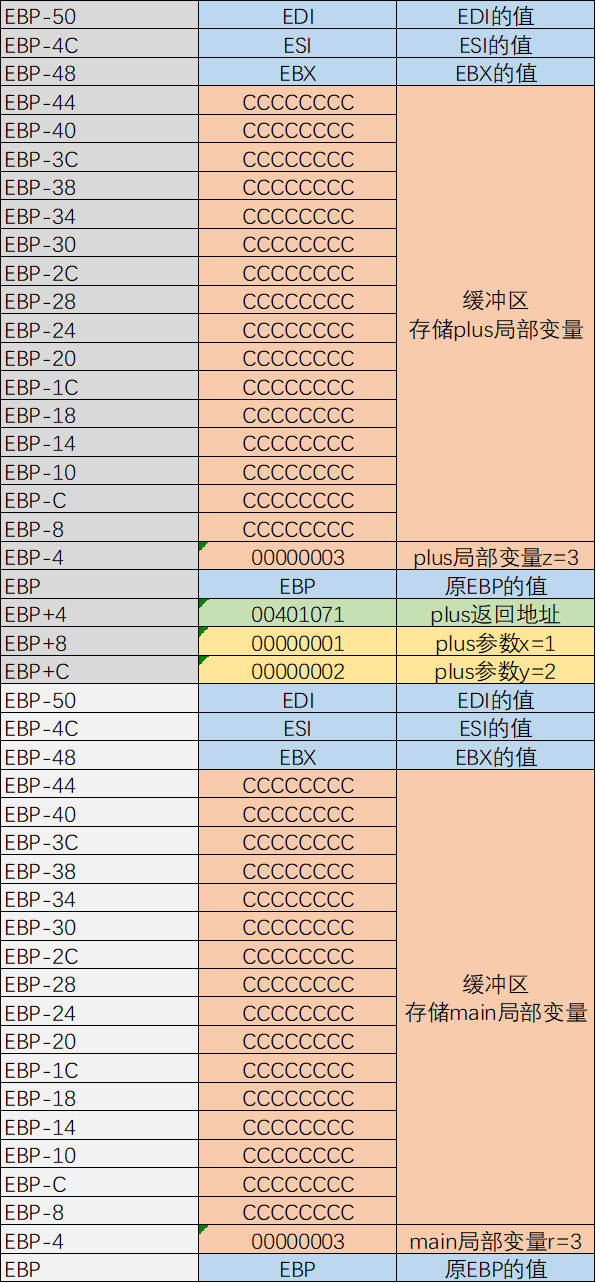 EBP-50 EDI EDI的值
EBP-4C ESI ESI的值
EBP-48 EBX EBX的值
EBP-44 CCCCCCCC
EBP-40 CCCCCCCC
EBP-3C CCCCCCCC
EBP-38 CCCCCCCC
EBP-34 CCCCCCCC
EBP-30 CCCCCCCC
EBP-2C CCCCCCCC
EBP-28 CCCCCCCC 缓冲区
EBP-24 CCCCCCCC 存储plus局部变量
EBP-20 CCCCCCCC
EBP-1C CCCCCCCC
EBP-18 CCCCCCCC
EBP-14 CCCCCCCC
EBP-10 CCCCCCCC
EBP-C CCCCCCCC
EBP-8 CCCCCCCC
EBP-4 00000003 plus局部变量z=3
EBP EBP 原EBP的值
EBP+4 00401071 plus返回地址
EBP+8 00000001 plus参数x=1
EBP+C 00000002 plus参数y=2
EBP-50 EDI EDI的值
EBP-4C ESI ESI的值
EBP-48 EBX EBX的值
EBP-44 CCCCCCCC
EBP-40 CCCCCCCC
EBP-3C CCCCCCCC
EBP-38 CCCCCCCC
EBP-34 CCCCCCCC
EBP-30 CCCCCCCC
EBP-2C CCCCCCCC
EBP-28 CCCCCCCC 缓冲区
EBP-24 CCCCCCCC 存储main局部变量
EBP-20 CCCCCCCC
EBP-1C CCCCCCCC
EBP-18 CCCCCCCC
EBP-14 CCCCCCCC
EBP-10 CCCCCCCC
EBP-C CCCCCCCC
EBP-8 CCCCCCCC
EBP-4 00000003 main局部变量r=3
EBP EBP 原EBP的值